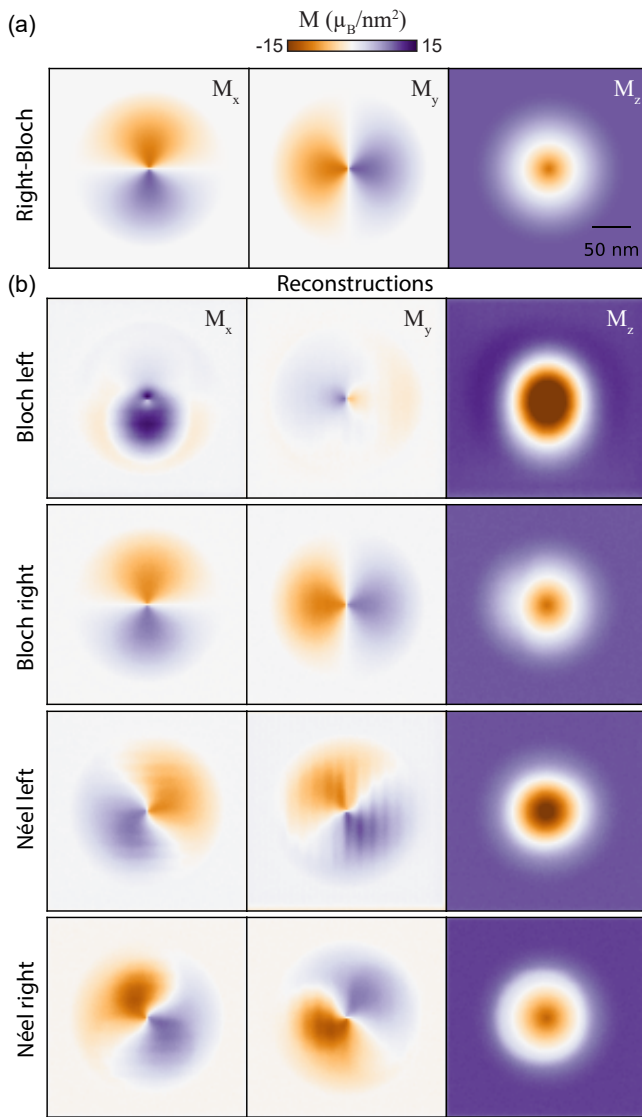 (a)
M (μB/nm²)
-15 15
Right-Bloch
Mx My Mz
50 nm
(b)
Reconstructions
Mx My Mz
Bloch left
Bloch right
Néel left
Néel right